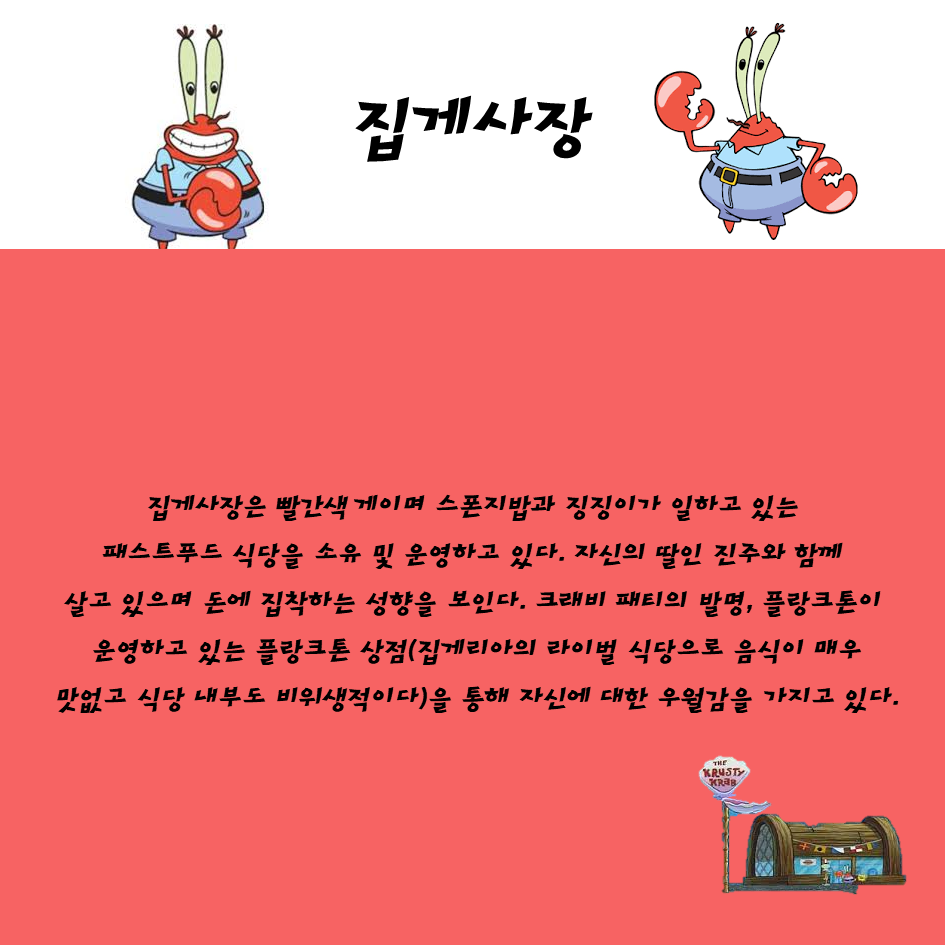 집게사장
집게사장은 빨간색 게이며 스폰지밥과 징징이가 일하고 있는
패스트푸드 식당을 소유 및 운영하고 있다. 자신의 딸인 진주와 함께
살고 있으며 돈에 집착하는 성향을 보인다. 크래비 패티의 발명, 플랑크톤이
운영하고 있는 플랑크톤 상점(집게리아의 라이벌 식당으로 음식이 매우
맛없고 식당 내부도 비위생적이다)을 통해 자신에 대한 우월감을 가지고 있다.
THE
KRUSTY
KRAB